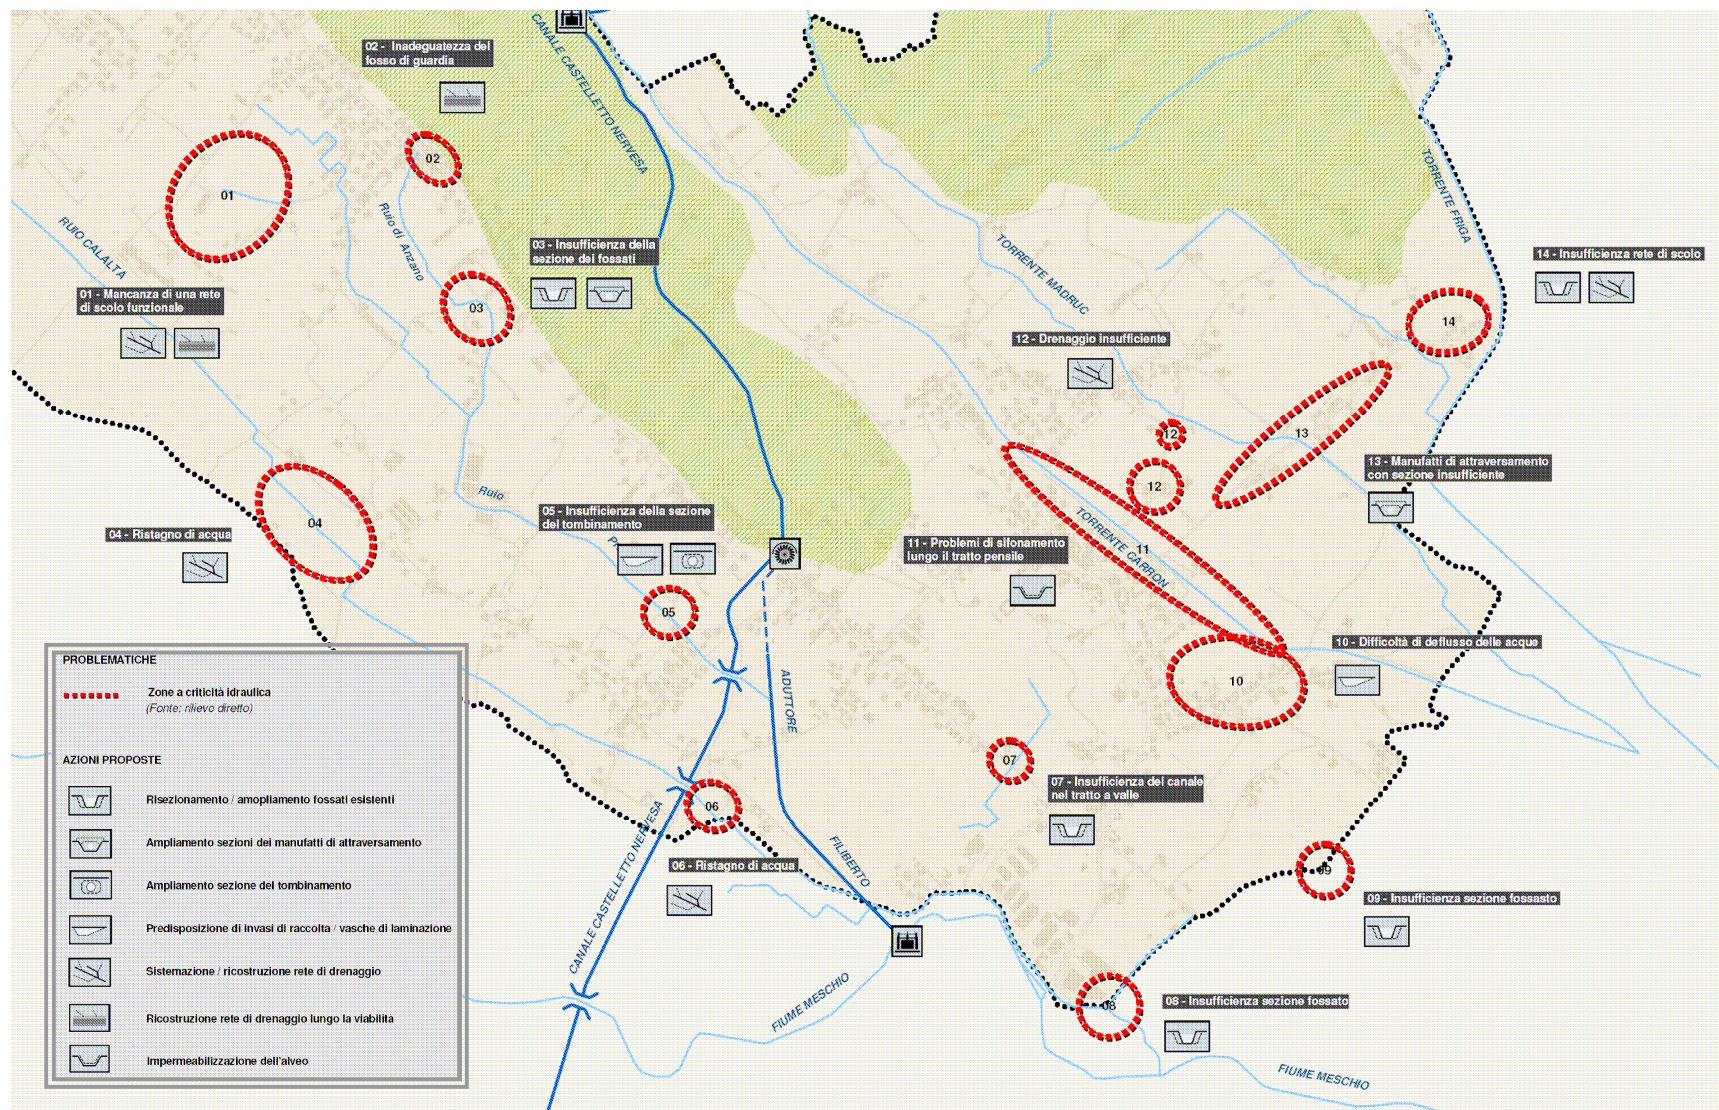 CANALE CASTELLETTO NERVESA
02 - Inadeguatezza del
fosso di guardia
02
01
RUIO CALALTA
Ruio di Anzano
TORRENTE FRIGA
03 - Insufficienza della
sezione dei fossati
TORRENTE MADRUC
14 - Insufficienza rete di scolo
01 - Mancanza di una rete
di scolo funzionale
03
14
12 - Drenaggio insufficiente
12
13
13 - Manufatti di attraversamento
con sezione insufficiente
12
Ruio
04
05 - Insufficienza della sezione
del tombinamento
04 - Ristagno di acqua
11 - Problemi di sifonamento
lungo il tratto pensile
TORRENTE CARRON
11
05
10 - Difficoltà di deflusso delle acque
10
PROBLEMATICHE
Zone a criticità idraulica
(Fonte: rilievo diretto)
ADUTTORE
FILIBERTO
07
07 - Insufficienza del canale
nel tratto a valle
06
06 - Ristagno di acqua
CANALE CASTELLETTO NERVESA
09
09 - Insufficienza sezione fossasto
AZIONI PROPOSTE
Risezionamento / amopliamento fossati esistenti
Ampliamento sezioni dei manufatti di attraversamento
Ampliamento sezione del tombinamento
Predisposizione di invasi di raccolta / vasche di laminazione
Sistemazione / ricostruzione rete di drenaggio
Ricostruzione rete di drenaggio lungo la viabilità
Impermeabilizzazione dell'alveo
FIUME MESCHIO
08
08 - Insufficienza sezione fossato
FIUME MESCHIO